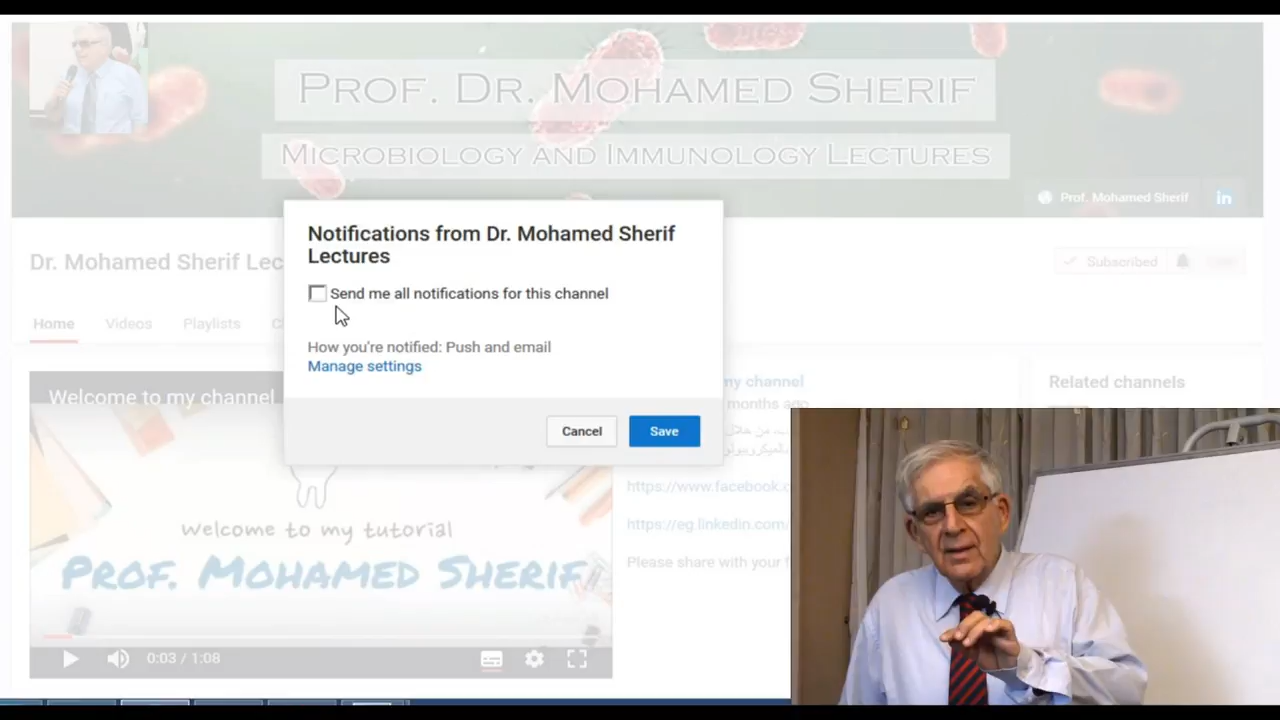 PROF. DR. MOHAMED SHERIF
MICROBIOLOGY AND IMMUNOLOGY LECTURES
Prof. Mohamed Sherif
in
Notifications from Dr. Mohamed Sherif
Lectures
Send me all notifications for this channel
How you're notified: Push and email
Manage settings
Cancel
Save
Dr. Mohamed Sherif Lec
Subscribed
Home
Videos
Playlists
C
Welcome to my channel
welcome to my tutorial
PROF. MOHAMED SHERIF
0:03 / 1:08
my channel
months ago
من خلال
https://www.facebook.c
https://eg.linkedin.com/
Please share with your f
Related channels